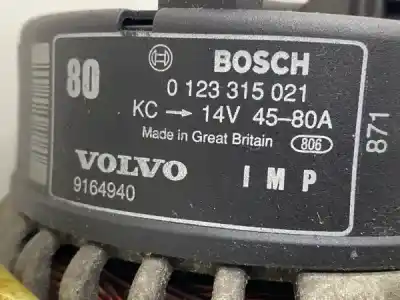 80 BOSCH
0 123 315 021
KC → 14V 45-80A
Made in Great Britain 806
VOLVO IMP
9164940
871